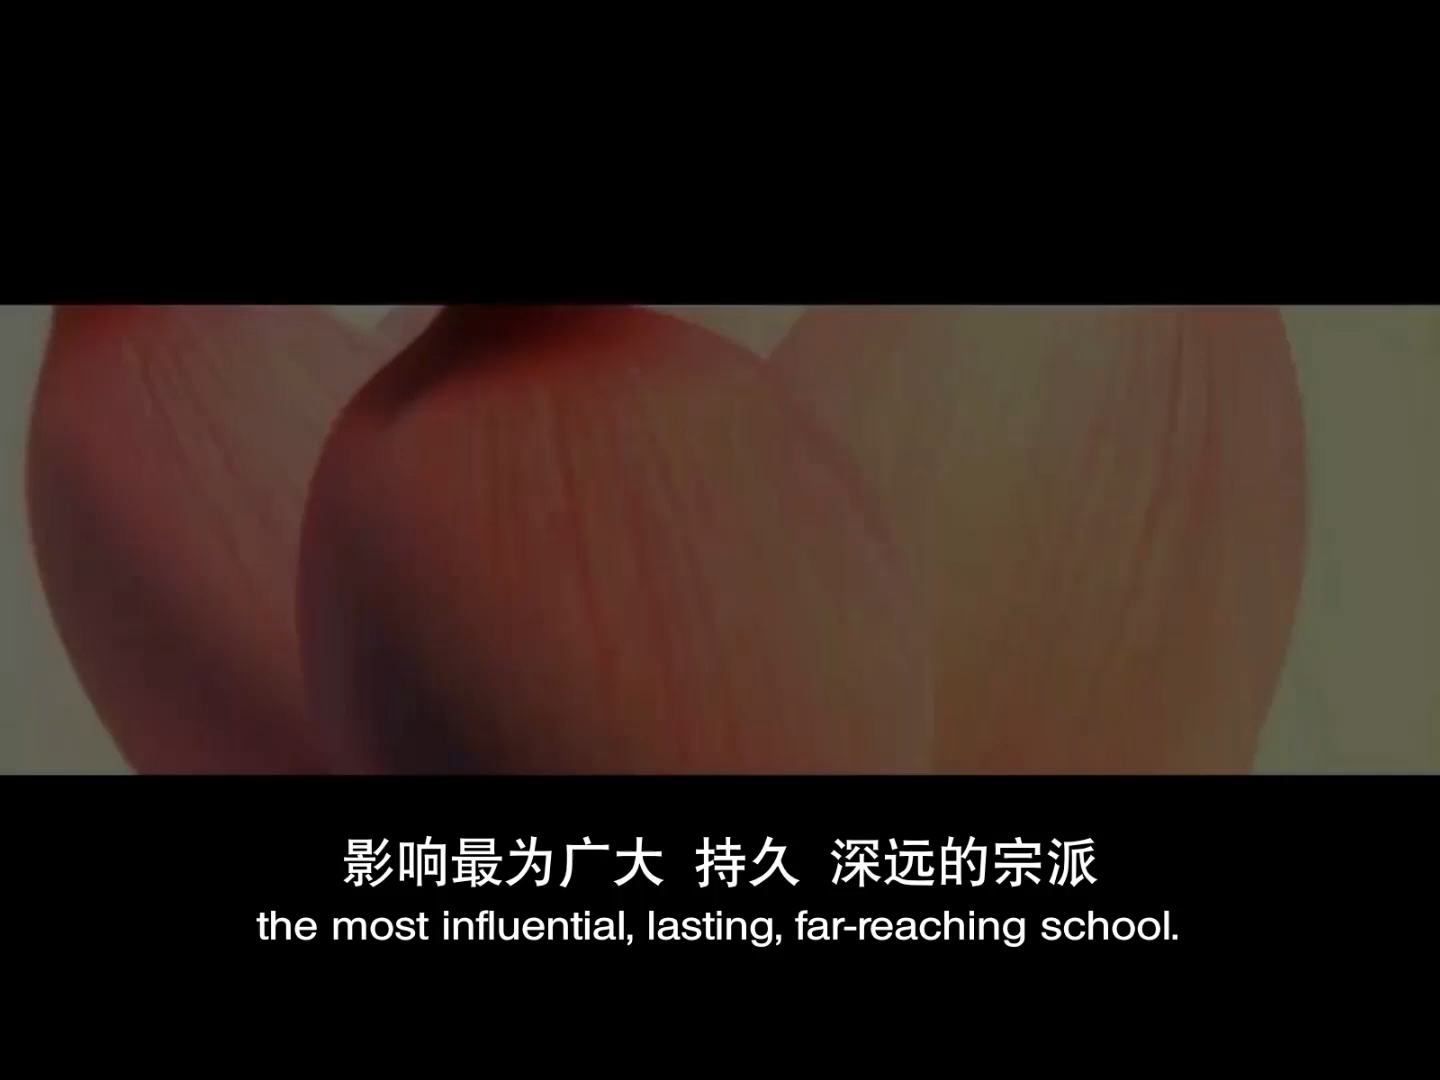 影响最为广大 持久 深远的宗派
the most influential, lasting, far-reaching school.